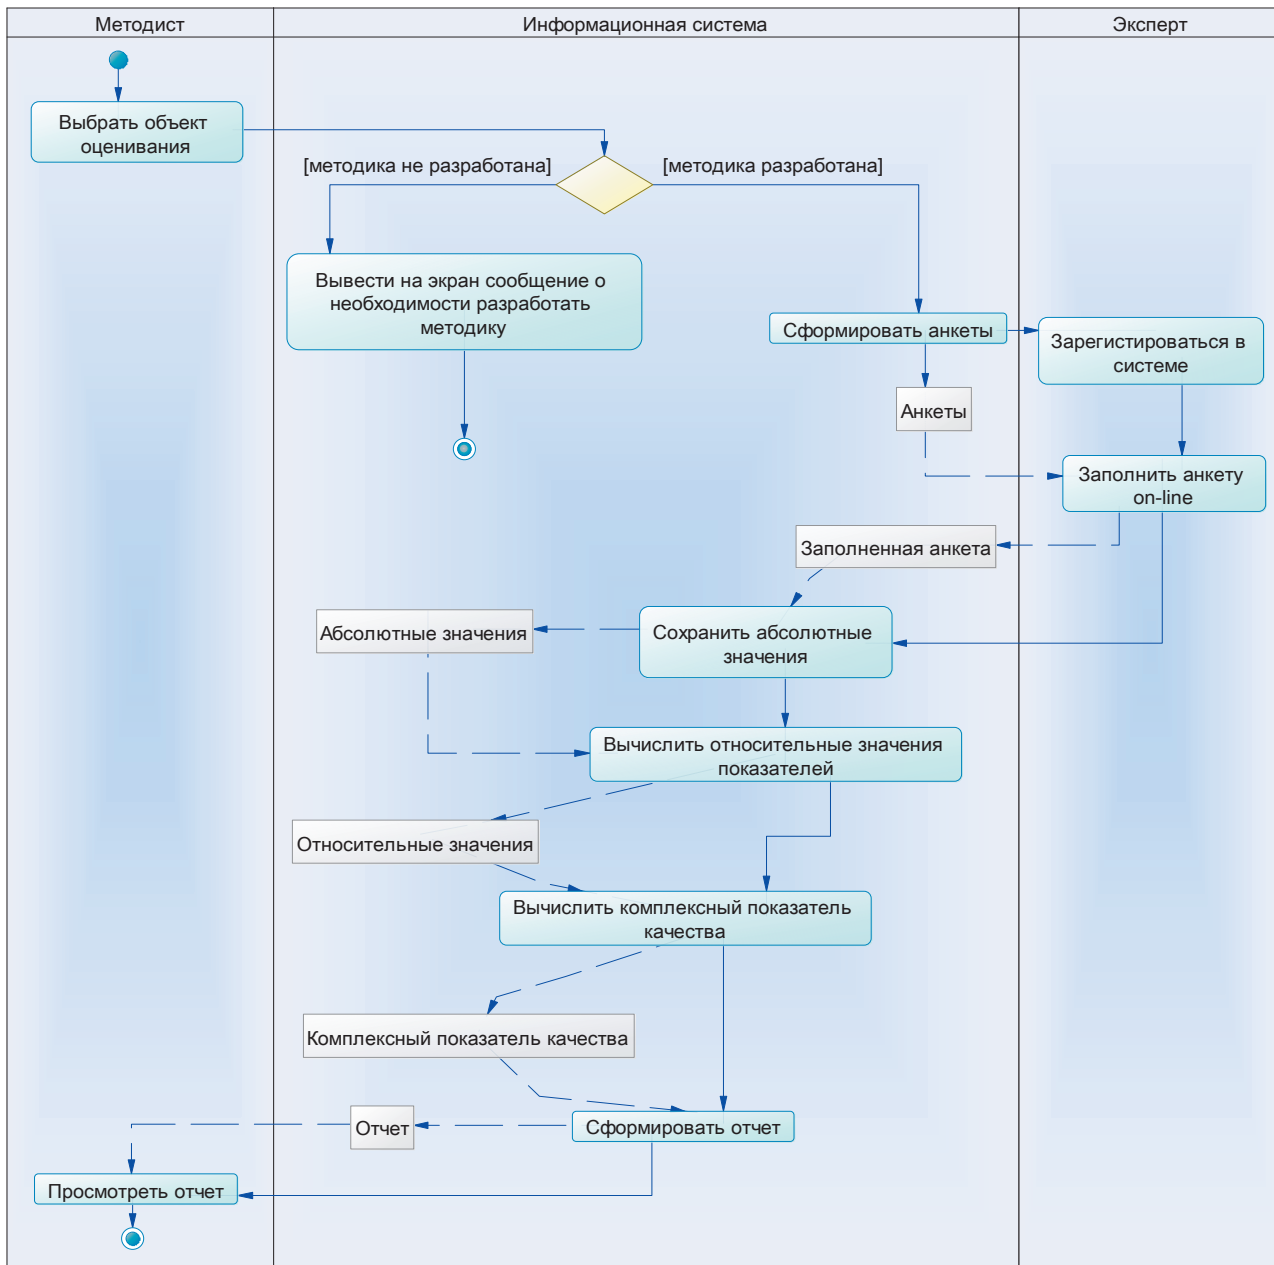 Методист
Информационная система
Эксперт
Выбрать объект
оценивания
[методика не разработана]
[методика разработана]
Вывести на экран сообщение о
необходимости разработать
методику
Сформировать анкеты
Зарегистироваться в
системе
Анкеты
Заполнить анкету
on-line
Заполненная анкета
Абсолютные значения
Сохранить абсолютные
значения
Вычислить относительные значения
показателей
Относительные значения
Вычислить комплексный показатель
качества
Комплексный показатель качества
Отчет
Сформировать отчет
Просмотреть отчет